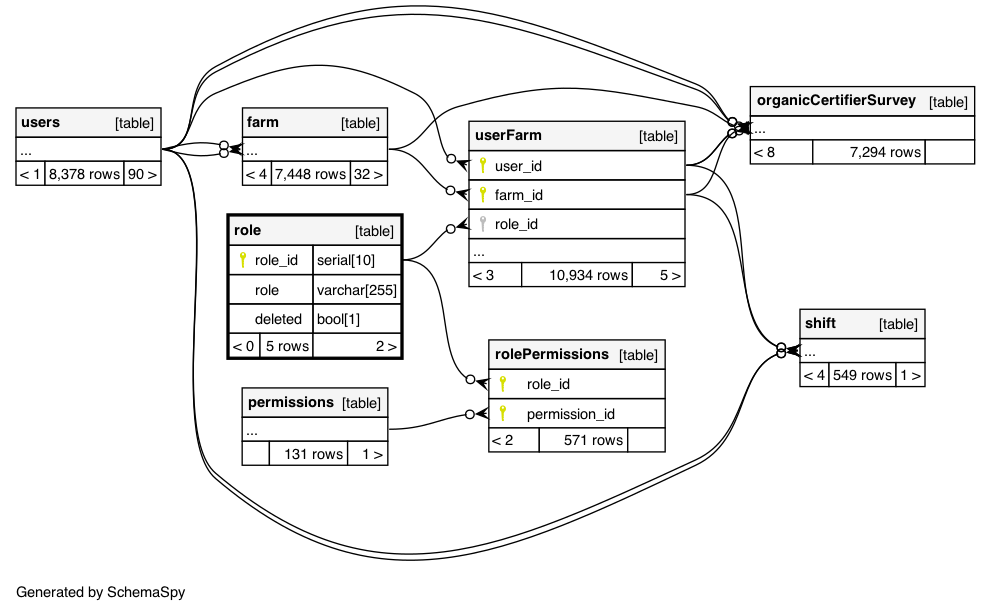 users [table]
...
< 1 8,378 rows 90 >
farm [table]
...
< 4 7,448 rows 32 >
userFarm [table]
user_id
farm_id
role_id
...
< 3 10,934 rows 5 >
organicCertifierSurvey [table]
...
< 8 7,294 rows
role [table]
role_id serial[10]
role varchar[255]
deleted bool[1]
< 0 5 rows 2 >
rolePermissions [table]
role_id
permission_id
< 2 571 rows
shift [table]
...
< 4 549 rows 1 >
permissions [table]
...
131 rows 1 >
Generated by SchemaSpy